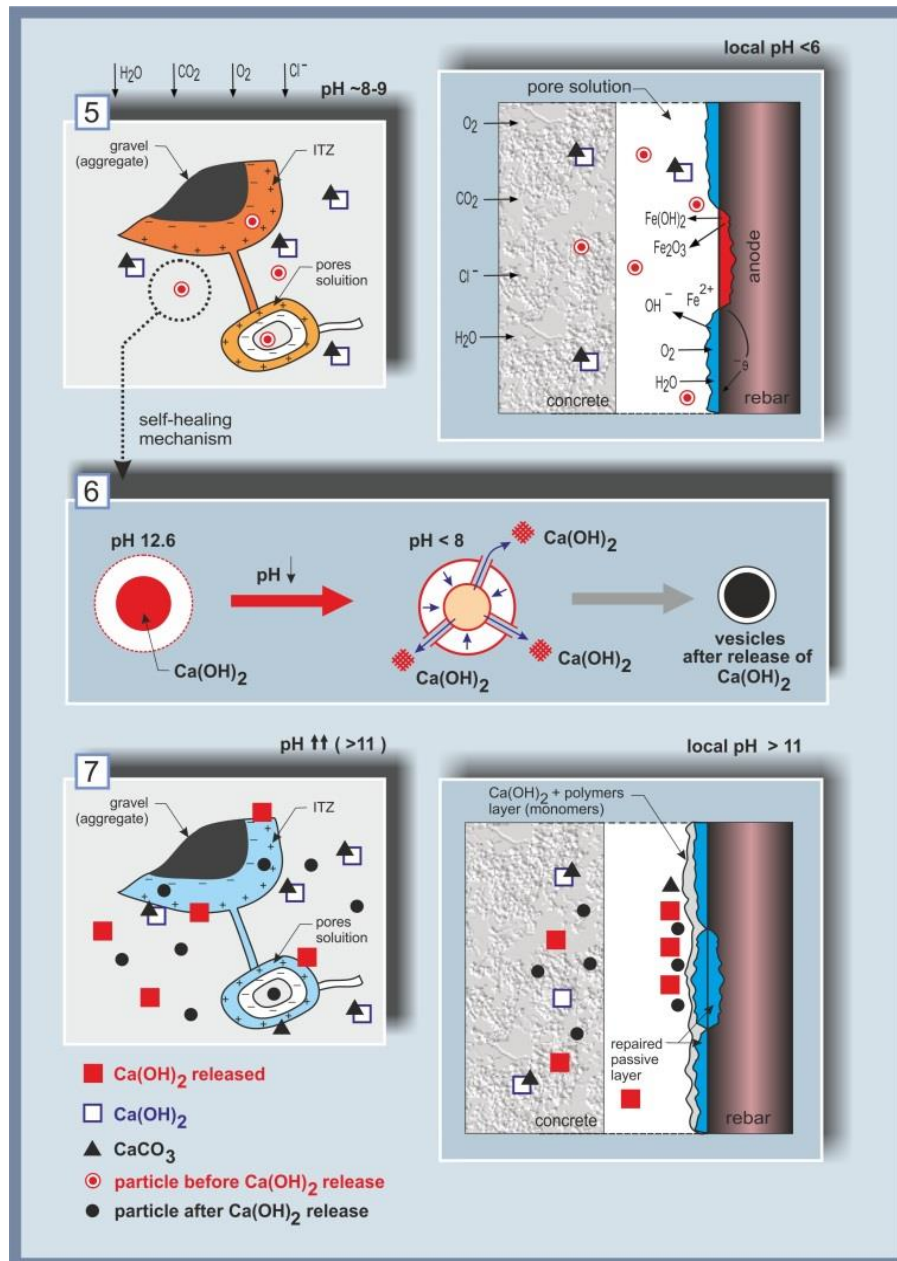 H2O CO2 O2 Cl⁻
pH ~8-9
5
gravel
(aggregate)
ITZ
pores
soluition
self-healing
mechanism
local pH <6
pore solution
O2
CO2
Cl⁻
H2O
concrete
Fe(OH)2
Fe2O3
OH⁻
Fe2+
O2
H2O
anode
⁻e
rebar
6
pH 12.6
Ca(OH)2
pH ↓
pH < 8
Ca(OH)2
Ca(OH)2
Ca(OH)2
vesicles
after release of
Ca(OH)2
pH ⬆⬆ ( >11 )
7
gravel
(aggregate)
ITZ
pores
soluition
local pH > 11
Ca(OH)2 + polymers
layer (monomers)
repaired
passive
layer
concrete
rebar
Ca(OH)2 released
Ca(OH)2
CaCO3
particle before Ca(OH)2 release
particle after Ca(OH)2 release